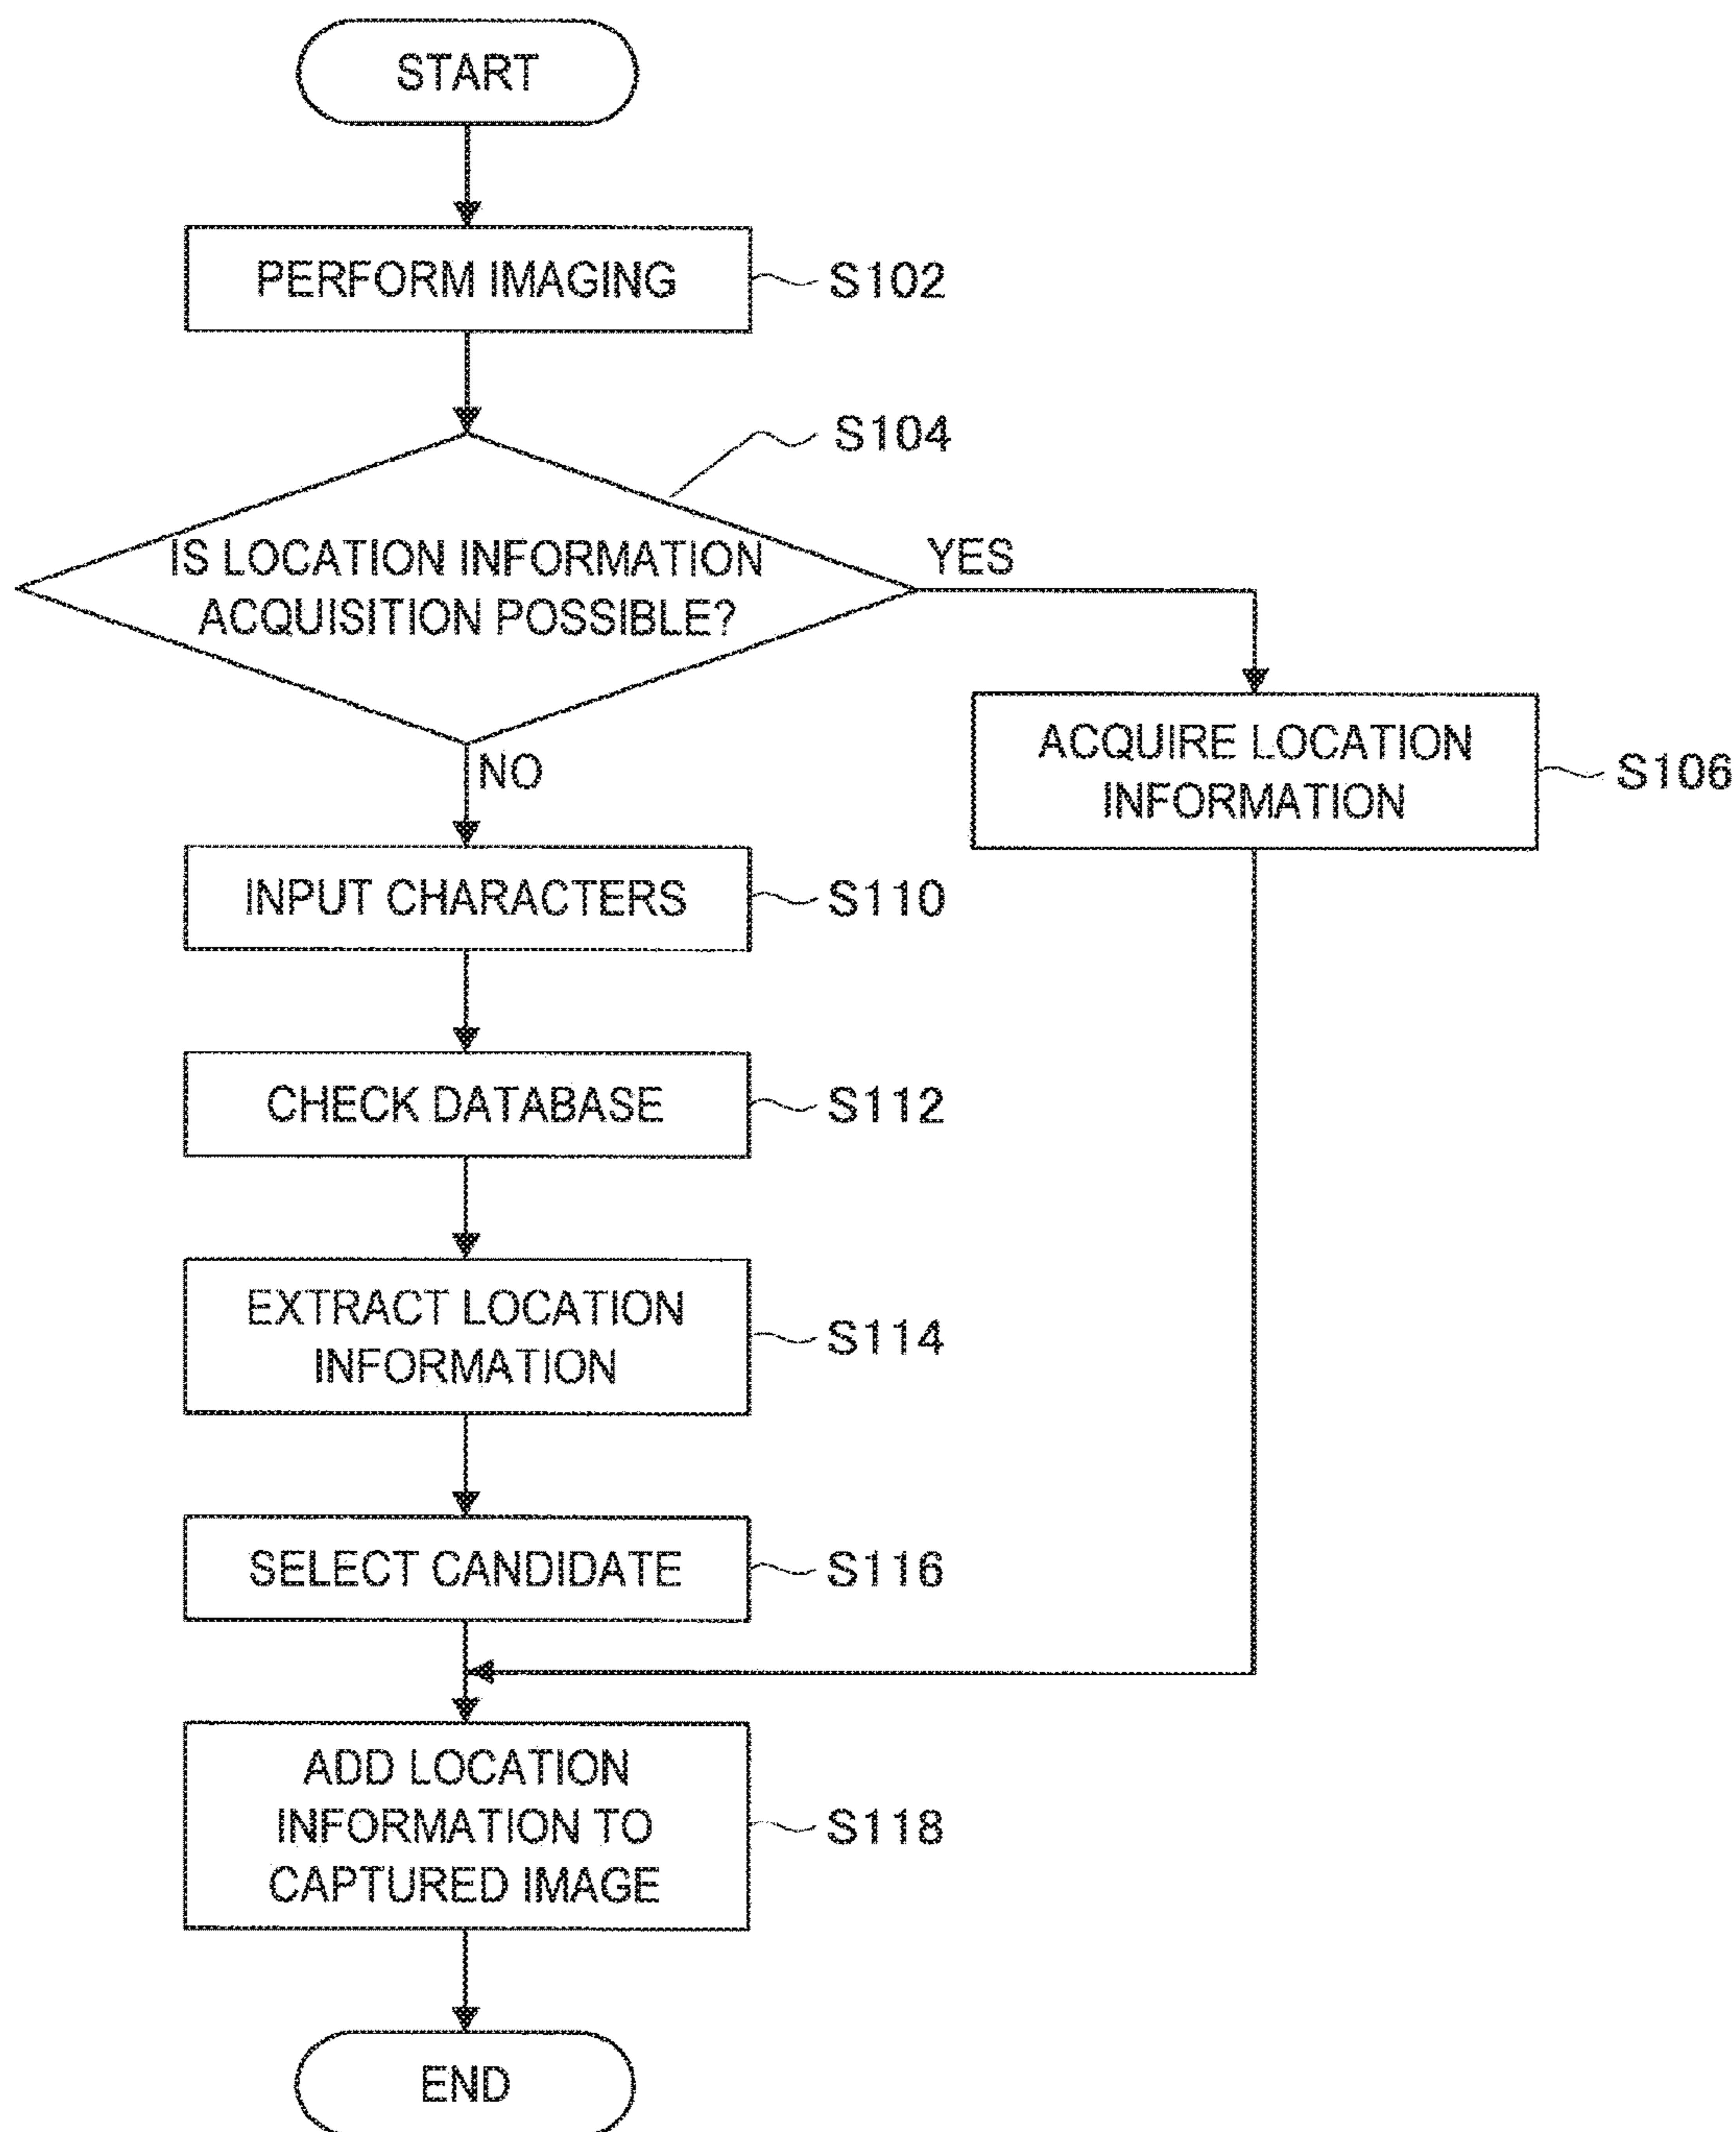 START
PERFORM IMAGING
S102
S104
IS LOCATION INFORMATION
ACQUISITION POSSIBLE?
YES
NO
ACQUIRE LOCATION
INFORMATION
S106
INPUT CHARACTERS
S110
CHECK DATABASE
S112
EXTRACT LOCATION
INFORMATION
S114
SELECT CANDIDATE
S116
ADD LOCATION
INFORMATION TO
CAPTURED IMAGE
S118
END